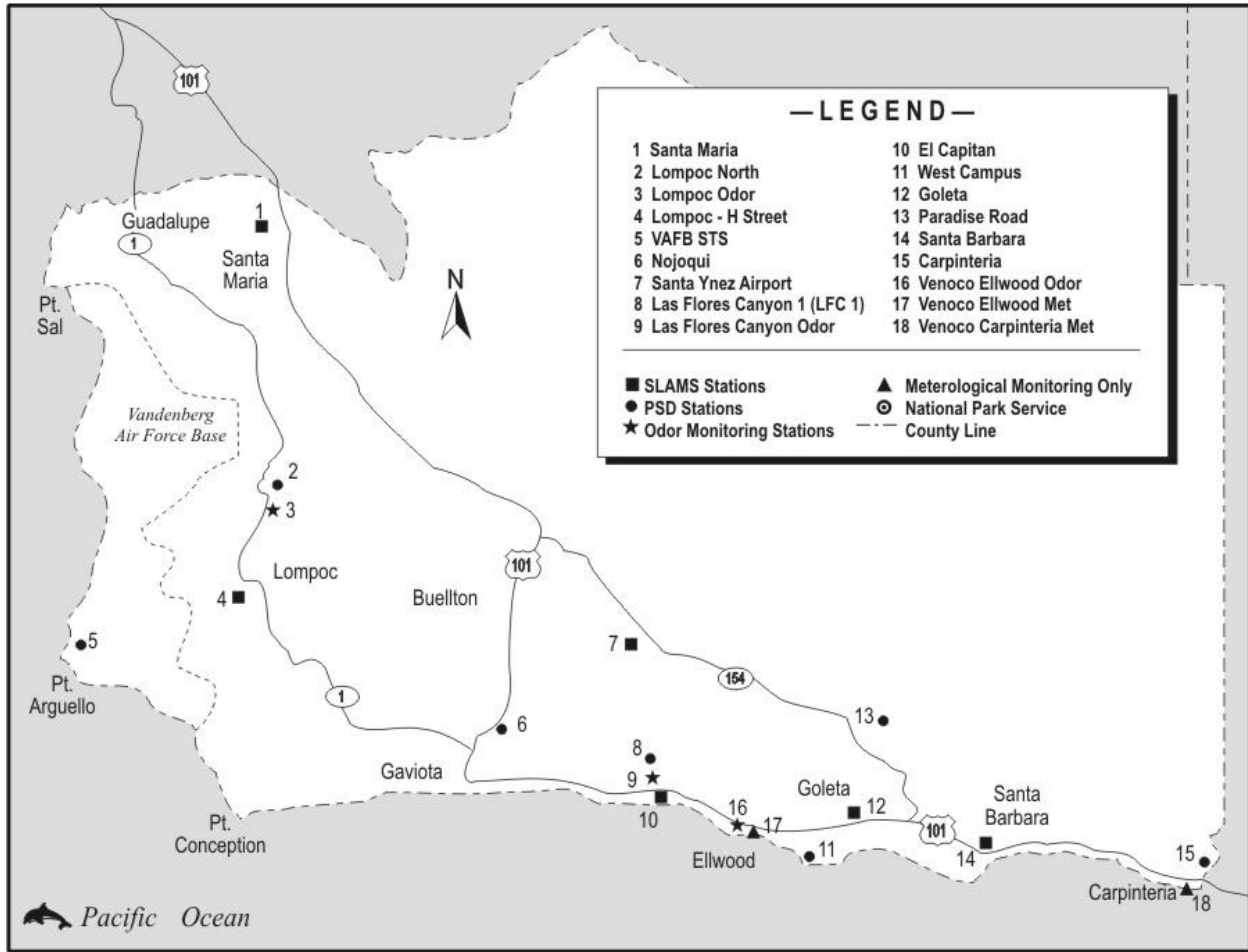 101
— L E G E N D —
1 Santa Maria
2 Lompoc North
3 Lompoc Odor
4 Lompoc - H Street
5 VAFB STS
6 Nojoqui
7 Santa Ynez Airport
8 Las Flores Canyon 1 (LFC 1)
9 Las Flores Canyon Odor
10 El Capitan
11 West Campus
12 Goleta
13 Paradise Road
14 Santa Barbara
15 Carpinteria
16 Venoco Ellwood Odor
17 Venoco Ellwood Met
18 Venoco Carpinteria Met
SLAMS Stations
PSD Stations
Odor Monitoring Stations
Meterological Monitoring Only
National Park Service
County Line
Guadalupe
1
1
Santa
Maria
N
Pt.
Sal
Vandenberg
Air Force Base
2
3
Lompoc
101
Buellton
4
5
7
Pt.
Arguello
1
154
6
13
8
Gaviota
9
10
Goleta
12
Santa
Barbara
16
17
101
Pt.
Conception
Ellwood
11
14
15
Carpinteria
18
Pacific Ocean